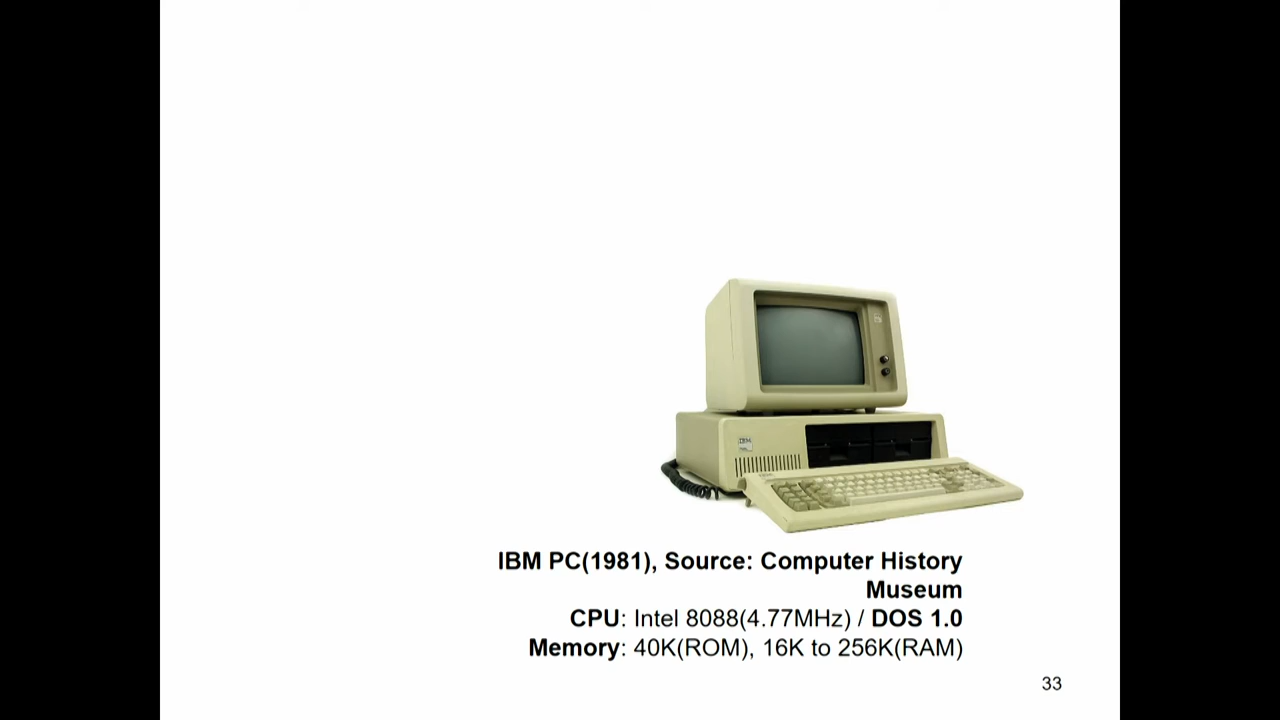 IBM PC(1981), Source: Computer History
Museum
CPU: Intel 8088(4.77MHz) / DOS 1.0
Memory: 40K(ROM), 16K to 256K(RAM)
33